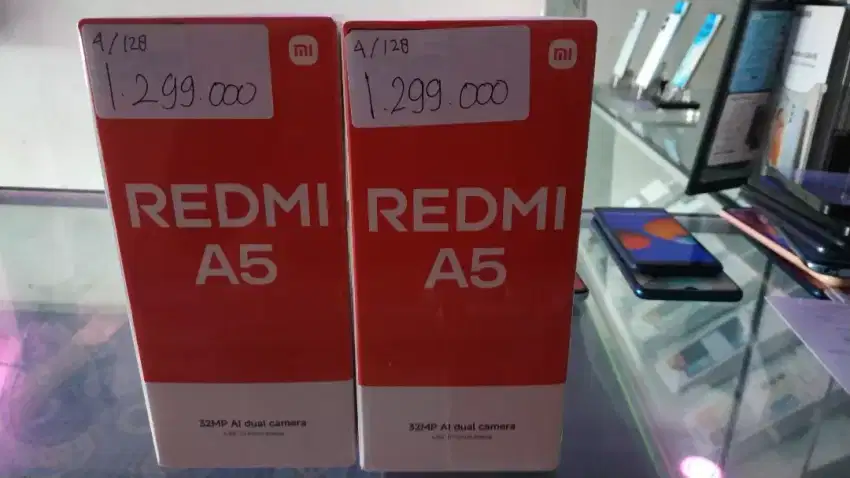 4/128
1.299.000
mi
REDMI
A5
32MP AI dual camera
4/128
1.299.000
mi
REDMI
A5
32MP AI dual camera